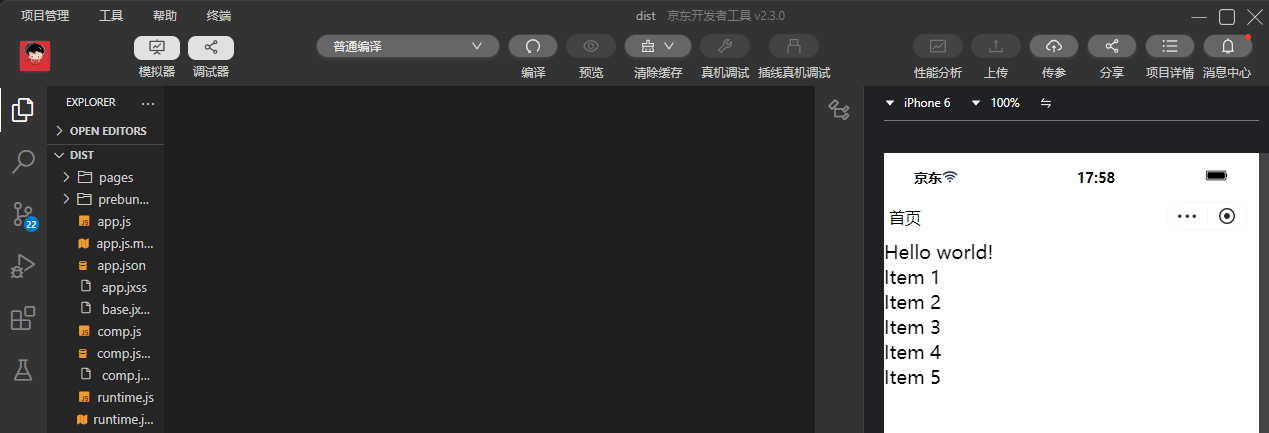 项目管理 工具 帮助 终端 dist 京东开发者工具 v2.3.0
模拟器 调试器 普通编译 编译 预览 清除缓存 真机调试 插线真机调试 性能分析 上传 传参 分享 项目详情 消息中心
EXPLORER ...
OPEN EDITORS
DIST
pages
prebun...
JS app.js
app.js.m...
app.json
app.jxss
base.jx...
JS comp.js
comp.js...
comp.j...
JS runtime.js
runtime.j...
22
iPhone 6 100%
京东 17:58
首页
Hello world!
Item 1
Item 2
Item 3
Item 4
Item 5